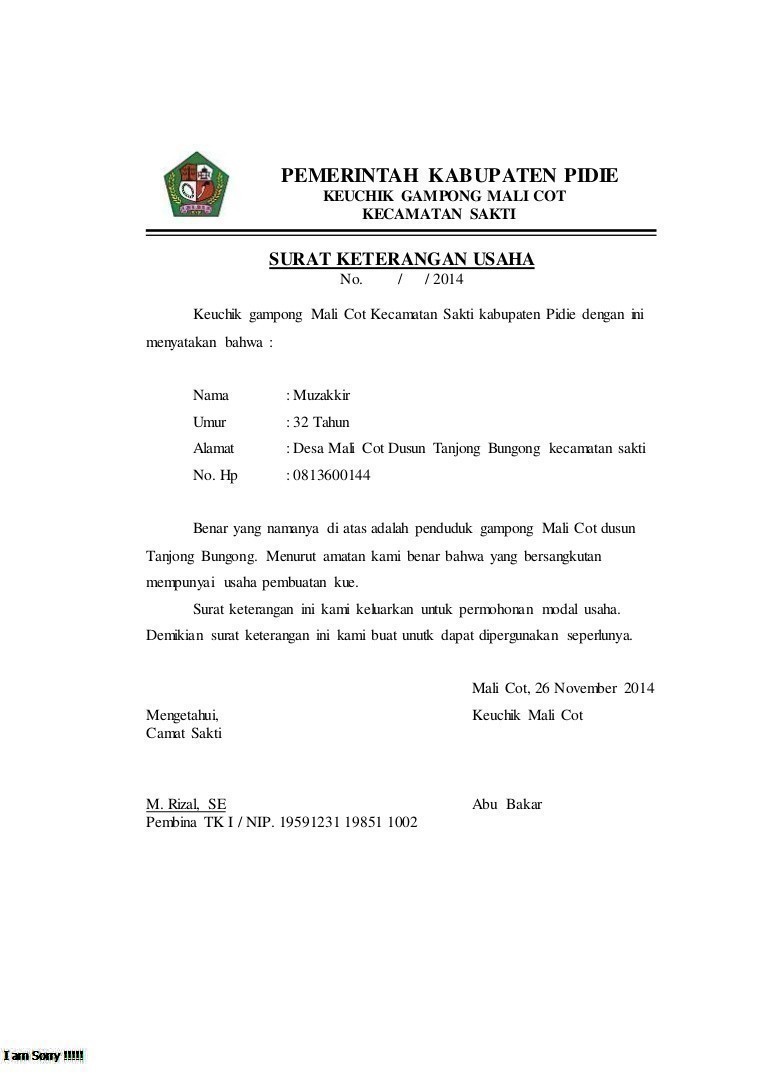 PEMERINTAH KABUPATEN PIDIE
KEUCHIK GAMPONG MALI COT
KECAMATAN SAKTI
SURAT KETERANGAN USAHA
No. / / 2014
Keuchik gampong Mali Cot Kecamatan Sakti kabupaten Pidie dengan ini
menyatakan bahwa :
Nama : Muzakkir
Umur : 32 Tahun
Alamat : Desa Mali Cot Dusun Tanjong Bungong kecamatan sakti
No. Hp : 0813600144
Benar yang namanya di atas adalah penduduk gampong Mali Cot dusun
Tanjong Bungong. Menurut amatan kami benar bahwa yang bersangkutan
mempunyai usaha pembuatan kue.
Surat keterangan ini kami keluarkan untuk permohonan modal usaha.
Demikian surat keterangan ini kami buat unutk dapat dipergunakan seperlunya.
Mali Cot, 26 November 2014
Mengetahui, Keuchik Mali Cot
Camat Sakti
M. Rizal, SE Abu Bakar
Pembina TK I / NIP. 19591231 19851 1002
I am Sorry !!!!!